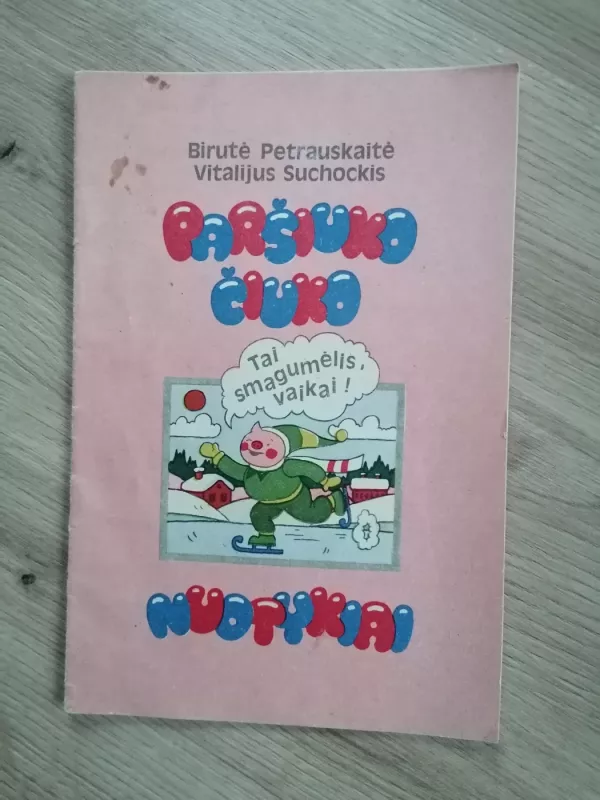 Birutė Petrauskaitė
Vitalijus Suchockis
PARŠIUKO
ČIUKO
Tai
smagumėlis,
vaikai !
NUOTYKIAI